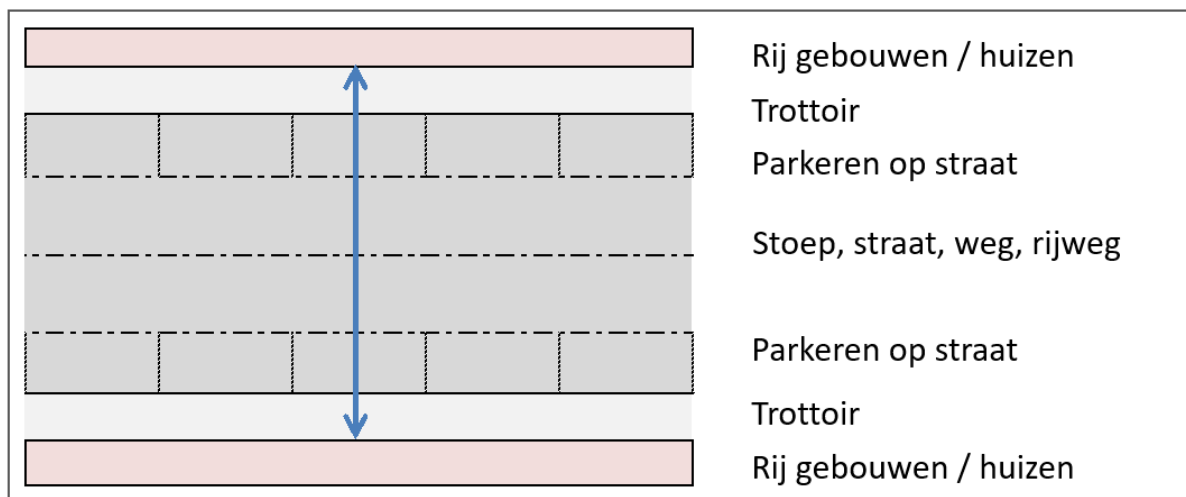 Rij gebouwen / huizen
Trottoir
Parkeren op straat
Stoep, straat, weg, rijweg
Parkeren op straat
Trottoir
Rij gebouwen / huizen